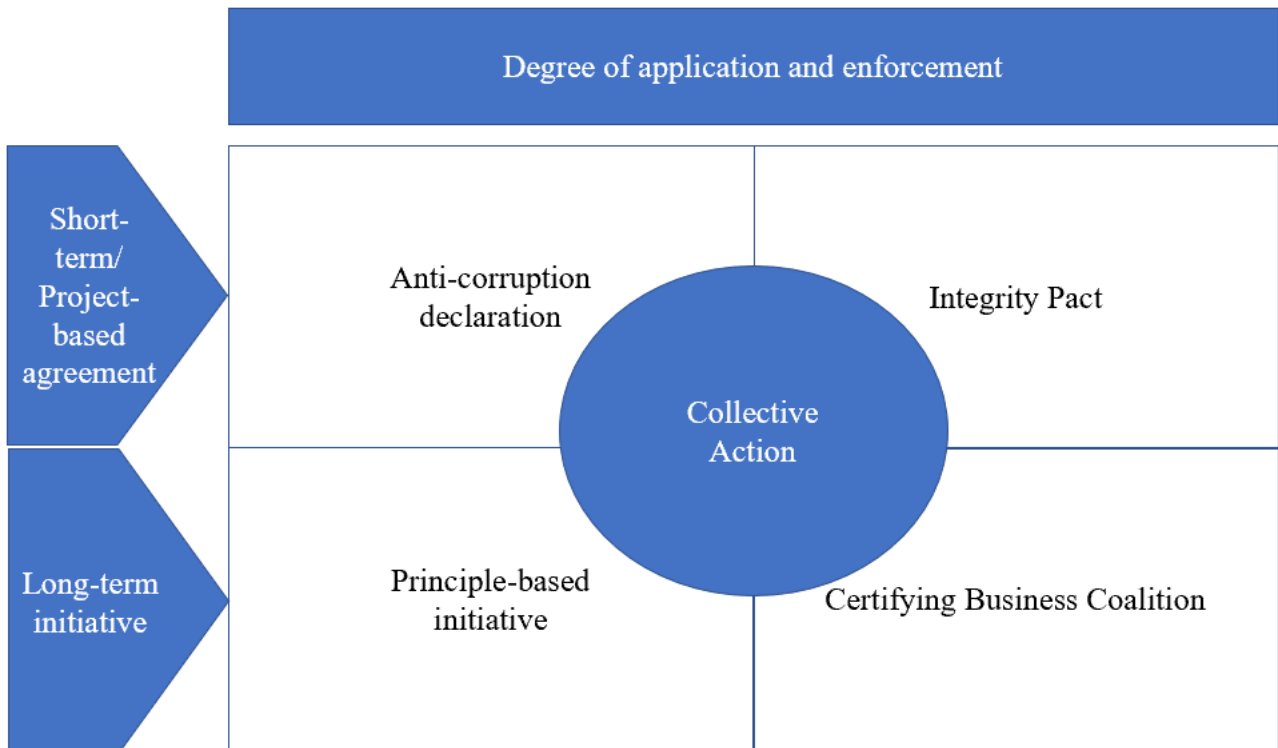 Degree of application and enforcement
Short-
term/
Project-
based
agreement
Anti-corruption
declaration
Integrity Pact
Collective
Action
Long-term
initiative
Principle-based
initiative
Certifying Business Coalition